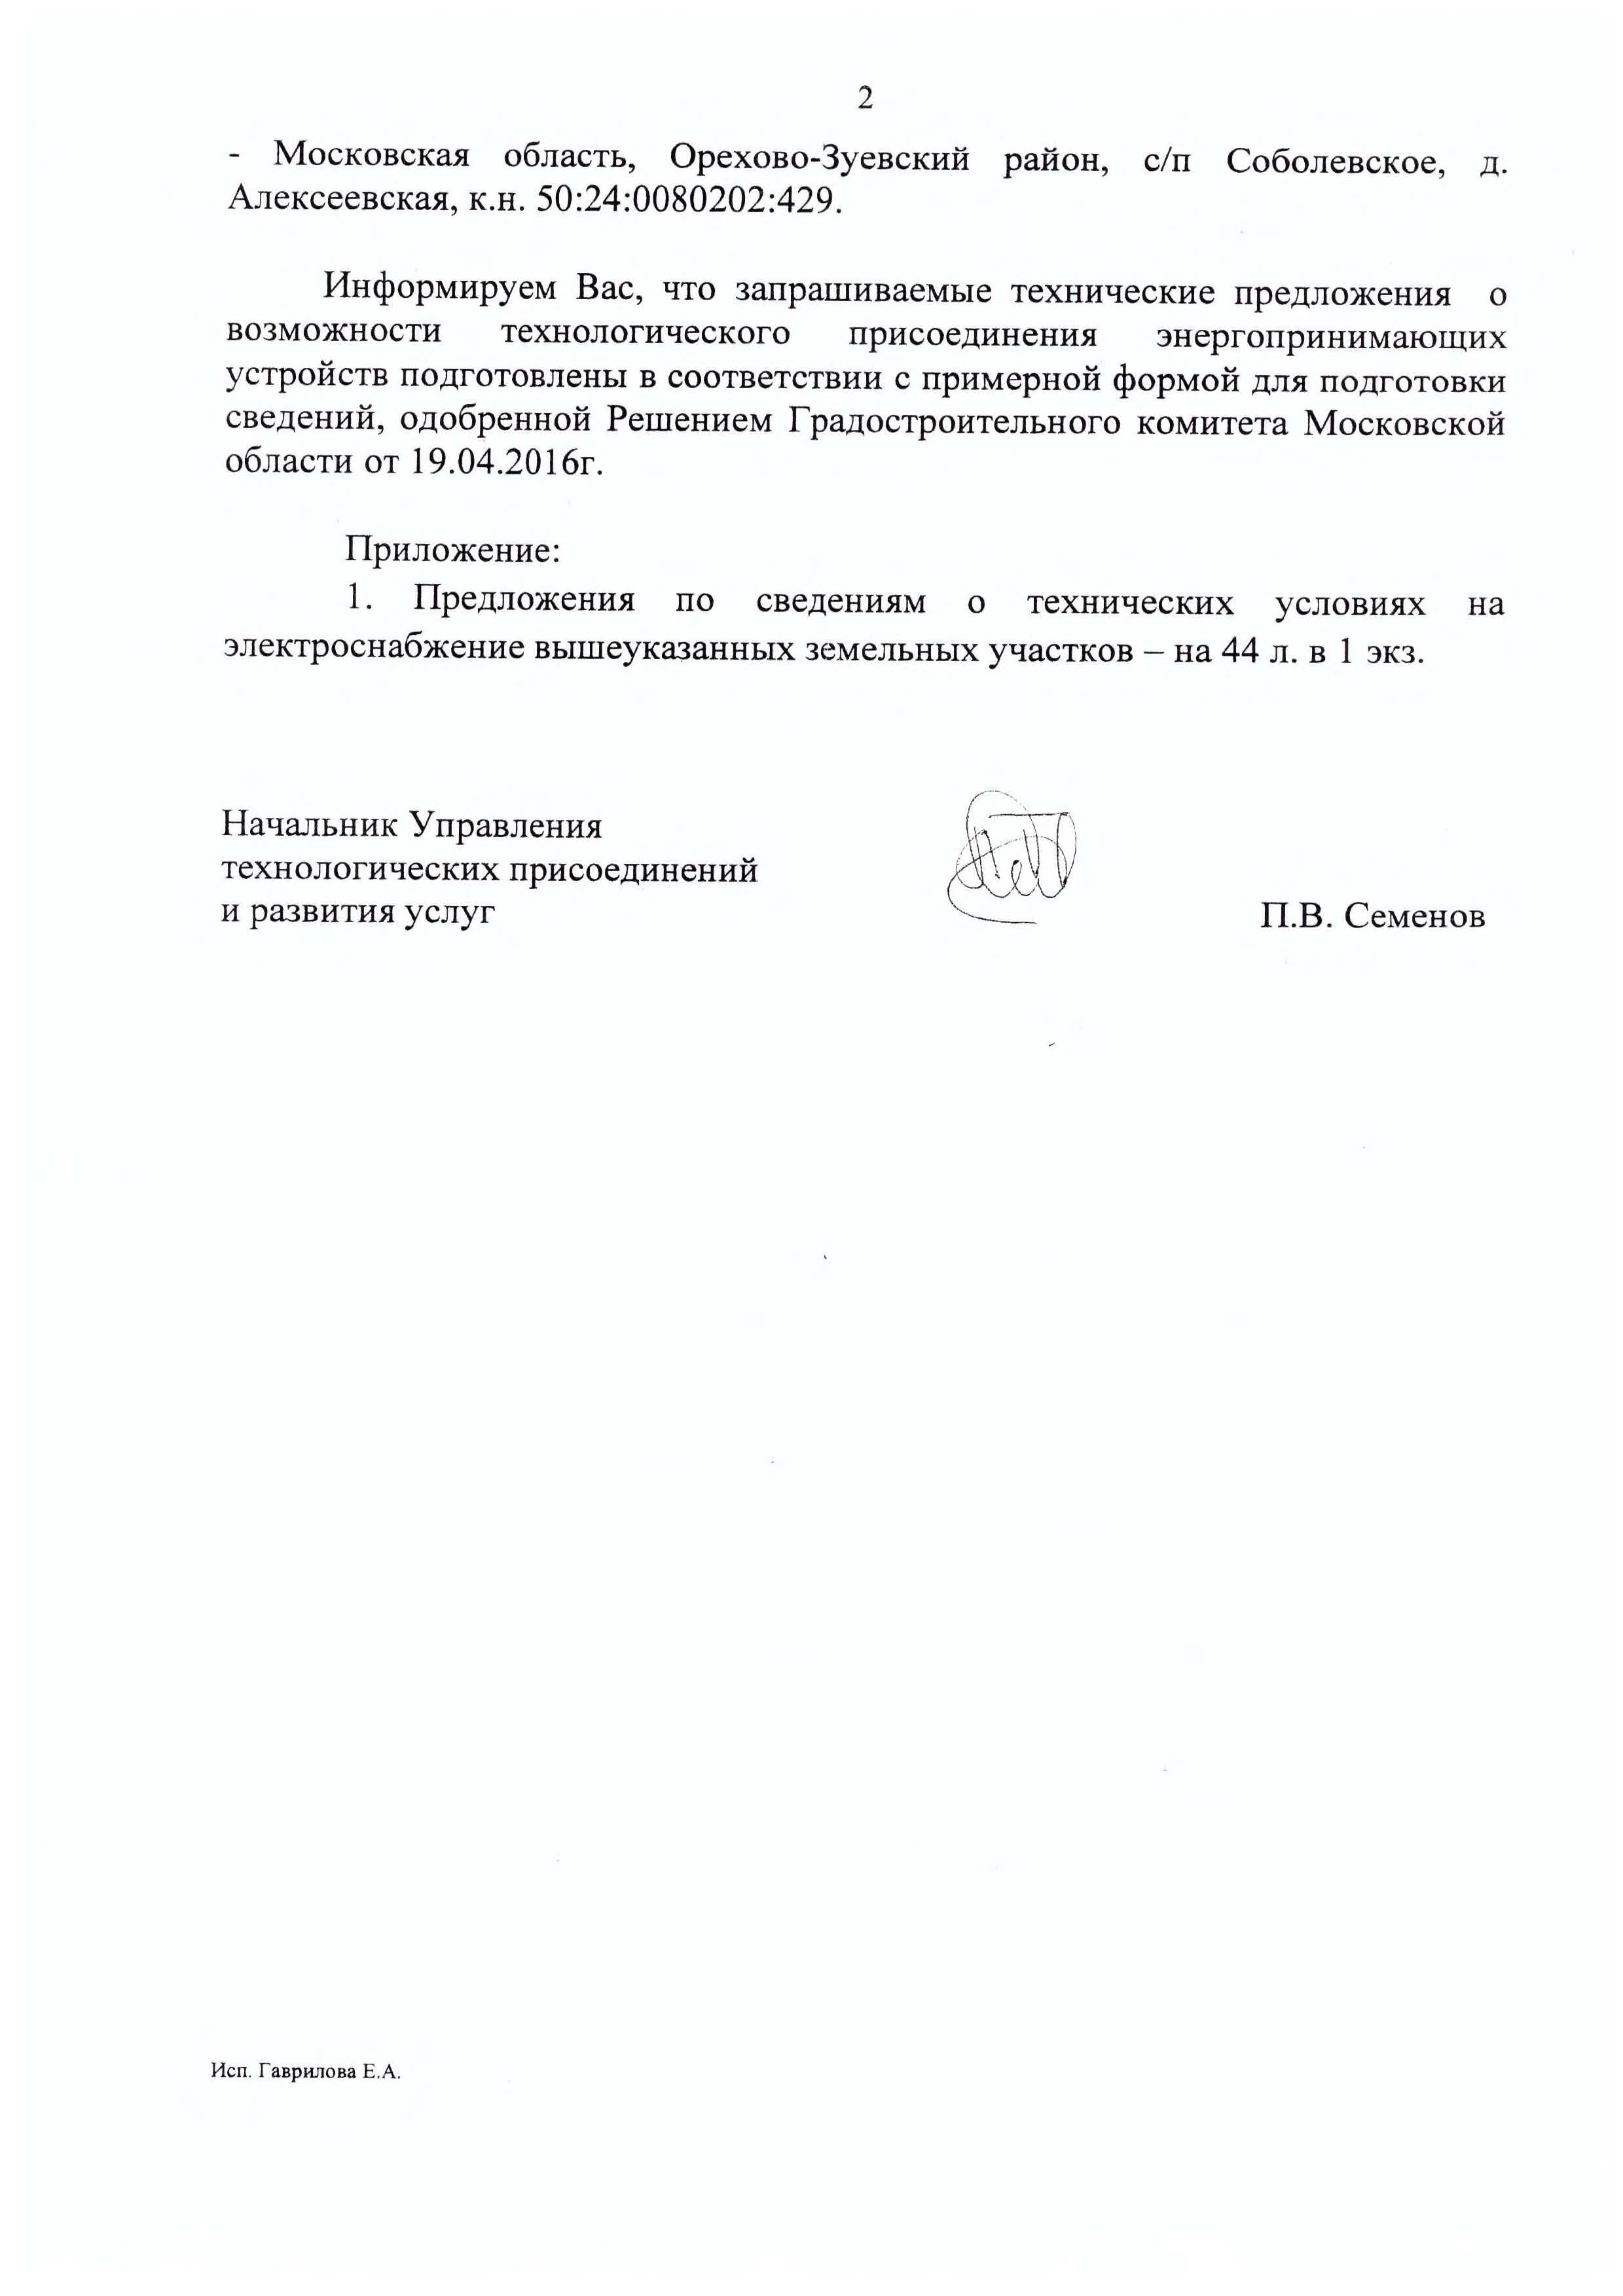 2
- Московская область, Орехово-Зуевский район, с/п Соболевское, д.
Алексеевская, к.н. 50:24:0080202:429.
Информируем Вас, что запрашиваемые технические предложения о
возможности технологического присоединения энергопринимающих
устройств подготовлены в соответствии с примерной формой для подготовки
сведений, одобренной Решением Градостроительного комитета Московской
области от 19.04.2016г.
Приложение:
1. Предложения по сведениям о технических условиях на
электроснабжение вышеуказанных земельных участков – на 44 л. в 1 экз.
Начальник Управления
технологических присоединений
и развития услуг
П.В. Семенов
Исп. Гаврилова Е.А.